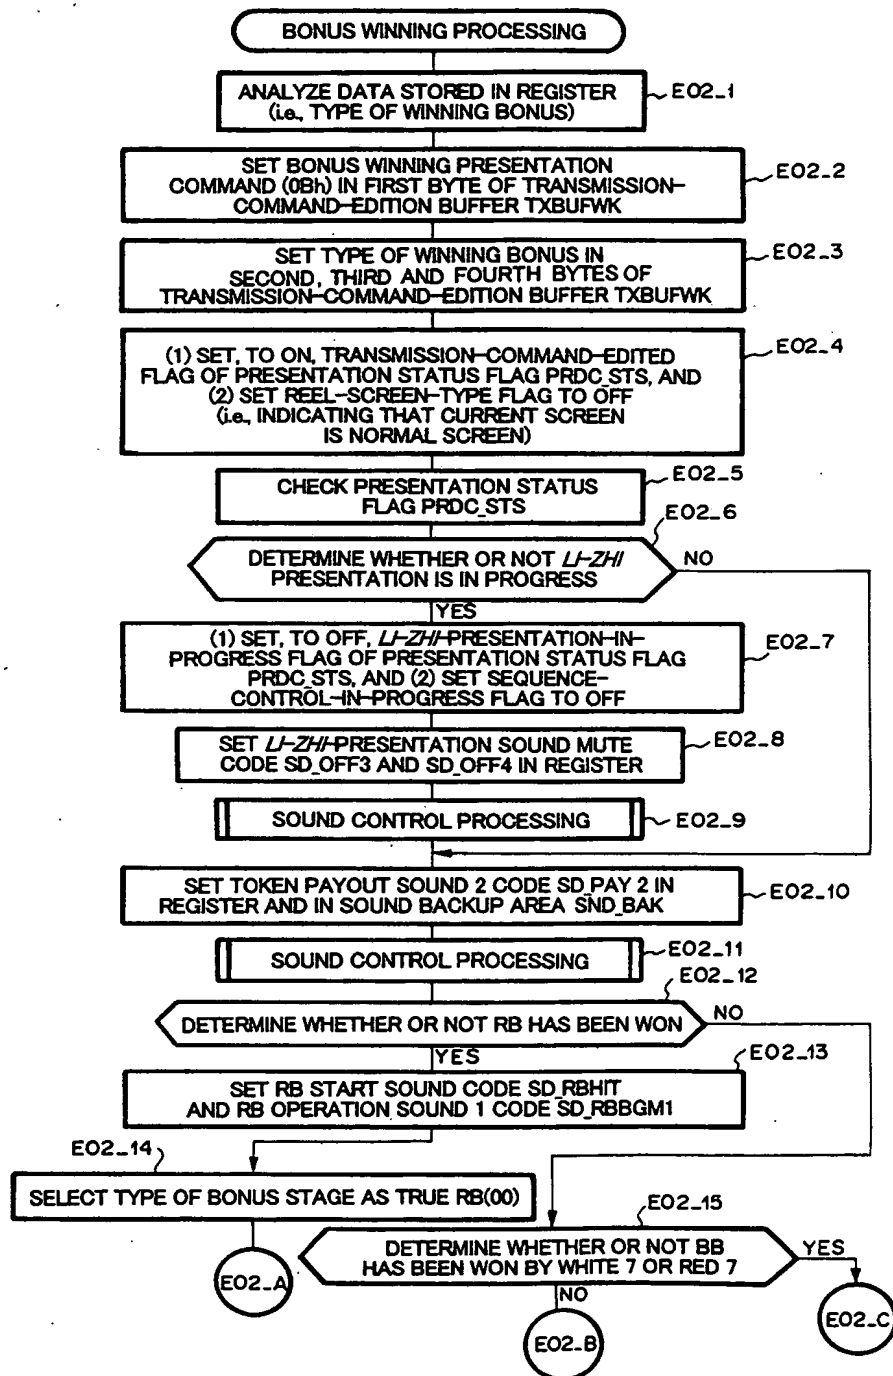 BONUS WINNING PROCESSING
ANALYZE DATA STORED IN REGISTER
(i.e., TYPE OF WINNING BONUS)
E02_1
SET BONUS WINNING PRESENTATION
COMMAND (0Bh) IN FIRST BYTE OF TRANSMISSION-
COMMAND-EDITION BUFFER TXBUFWK
E02_2
SET TYPE OF WINNING BONUS IN
SECOND, THIRD AND FOURTH BYTES OF
TRANSMISSION-COMMAND-EDITION BUFFER TXBUFWK
E02_3
(1) SET, TO ON, TRANSMISSION-COMMAND-EDITED
FLAG OF PRESENTATION STATUS FLAG PRDC_STS, AND
(2) SET REEL-SCREEN-TYPE FLAG TO OFF
(i.e., INDICATING THAT CURRENT SCREEN
IS NORMAL SCREEN)
E02_4
CHECK PRESENTATION STATUS
FLAG PRDC_STS
E02_5
E02_6
DETERMINE WHETHER OR NOT LI-ZHI
PRESENTATION IS IN PROGRESS
NO
YES
(1) SET, TO OFF, LI-ZHI-PRESENTATION-IN-
PROGRESS FLAG OF PRESENTATION STATUS FLAG
PRDC_STS, AND (2) SET SEQUENCE-
CONTROL-IN-PROGRESS FLAG TO OFF
E02_7
SET LI-ZHI-PRESENTATION SOUND MUTE
CODE SD_OFF3 AND SD_OFF4 IN REGISTER
E02_8
SOUND CONTROL PROCESSING
E02_9
SET TOKEN PAYOUT SOUND 2 CODE SD_PAY 2 IN
REGISTER AND IN SOUND BACKUP AREA SND_BAK
E02_10
SOUND CONTROL PROCESSING
E02_11
E02_12
DETERMINE WHETHER OR NOT RB HAS BEEN WON
NO
YES
E02_13
SET RB START SOUND CODE SD_RBHIT
AND RB OPERATION SOUND 1 CODE SD_RBBGM1
E02_14
SELECT TYPE OF BONUS STAGE AS TRUE RB(00)
E02_15
DETERMINE WHETHER OR NOT BB
HAS BEEN WON BY WHITE 7 OR RED 7
YES
NO
E02_A
E02_B
E02_C